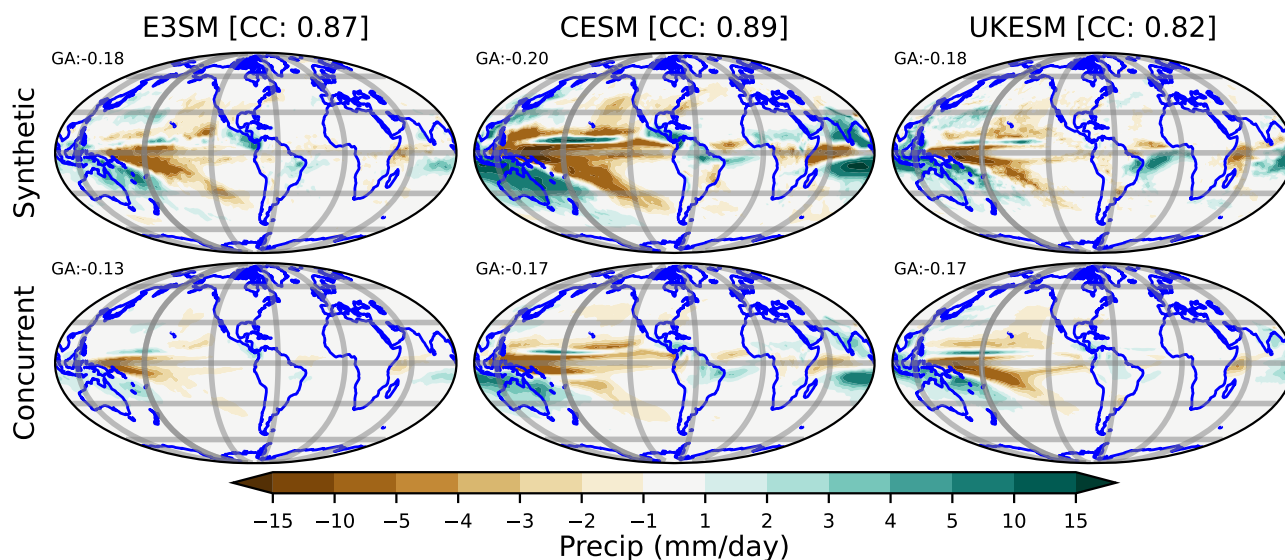 E3SM [CC: 0.87]
CESM [CC: 0.89]
UKESM [CC: 0.82]
GA:-0.18
GA:-0.20
GA:-0.18
Synthetic
GA:-0.13
GA:-0.17
GA:-0.17
Concurrent
−15 −10 −5 −4 −3 −2 −1 1 2 3 4 5 10 15
Precip (mm/day)